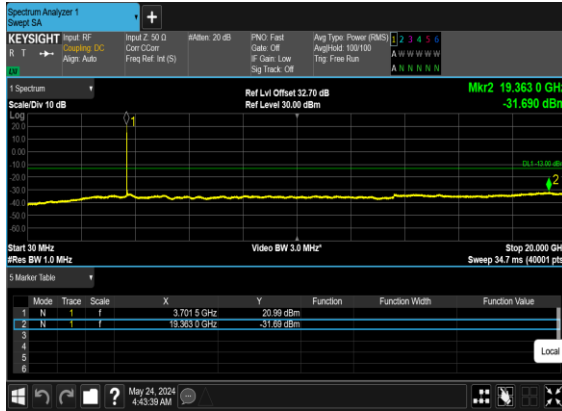 Spectrum Analyzer 1
Swept SA
KEYSIGHT
R T
LU
Input: RF
Coupling: DC
Align: Auto
Input Z: 50 Ω
Corr CCorr
Freq Ref: Int (S)
#Atten: 20 dB
PNO: Fast
Gate: Off
IF Gain: Low
Sig Track: Off
Avg Type: Power (RMS)
Avg|Hold: 100/100
Trig: Free Run
1 2 3 4 5 6
A W W W W W
A N N N N N
1 Spectrum
Scale/Div 10 dB
Log
Ref Lvl Offset 32.70 dB
Ref Level 30.00 dBm
Mkr2 19.363 0 GHz
-31.690 dBm
20.0
10.0
0.00
-10.0
-20.0
-30.0
-40.0
-50.0
-60.0
1
DL1 -13.00 dBm
2
Start 30 MHz
#Res BW 1.0 MHz
Video BW 3.0 MHz*
Stop 20.000 GHz
Sweep 34.7 ms (40001 pts)
5 Marker Table
Mode Trace Scale X Y Function Function Width Function Value
1 N 1 f 3.701 5 GHz 20.99 dBm
2 N 1 f 19.363 0 GHz -31.69 dBm
3
4
5
6
Local
?
May 24, 2024
4:43:39 AM